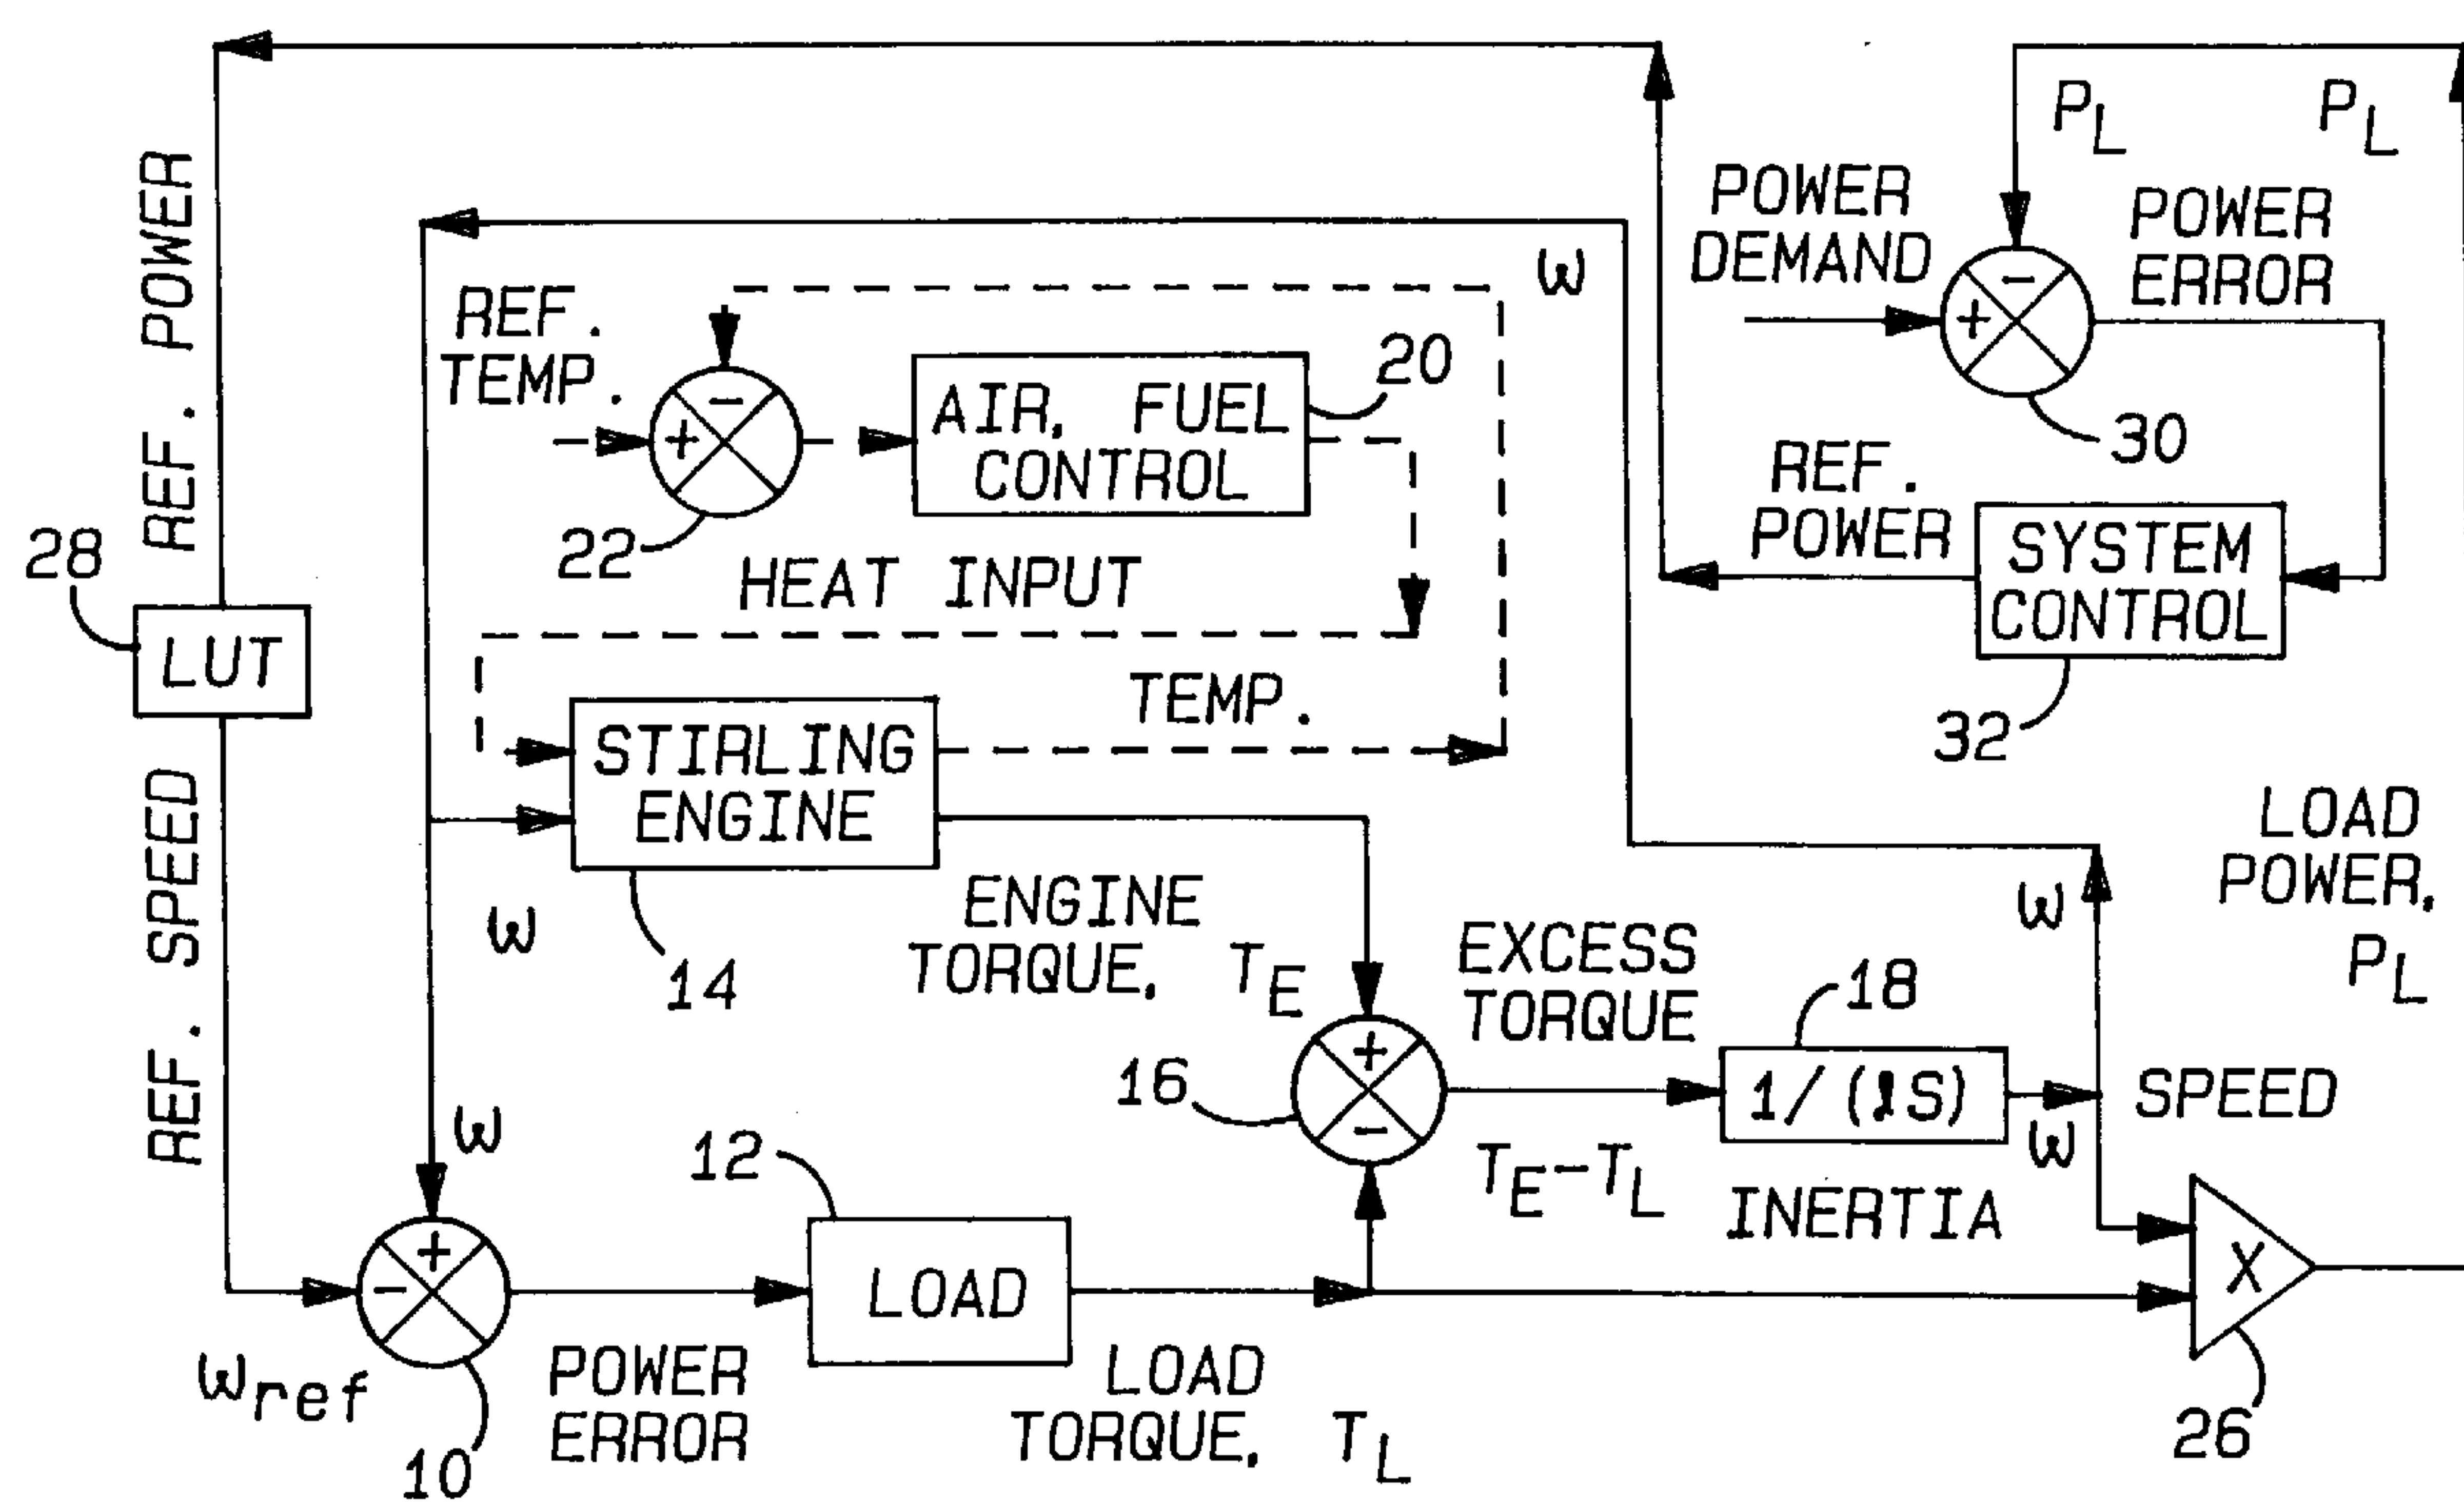 P_L
P_L
REF. POWER
POWER
DEMAND
+
−
POWER
ERROR
30
ω
REF.
TEMP.
+
−
22
AIR, FUEL
CONTROL
20
REF.
POWER
SYSTEM
CONTROL
32
HEAT INPUT
28
LUT
TEMP.
STIRLING
ENGINE
14
ω
REF. SPEED
ENGINE
TORQUE, T_E
LOAD
POWER,
P_L
ω
EXCESS
TORQUE
18
16
+
−
1/(IS)
SPEED
ω
T_E−T_L
INERTIA
ω
12
+
−
LOAD
X
ω_ref
10
POWER
ERROR
LOAD
TORQUE, T_L
26